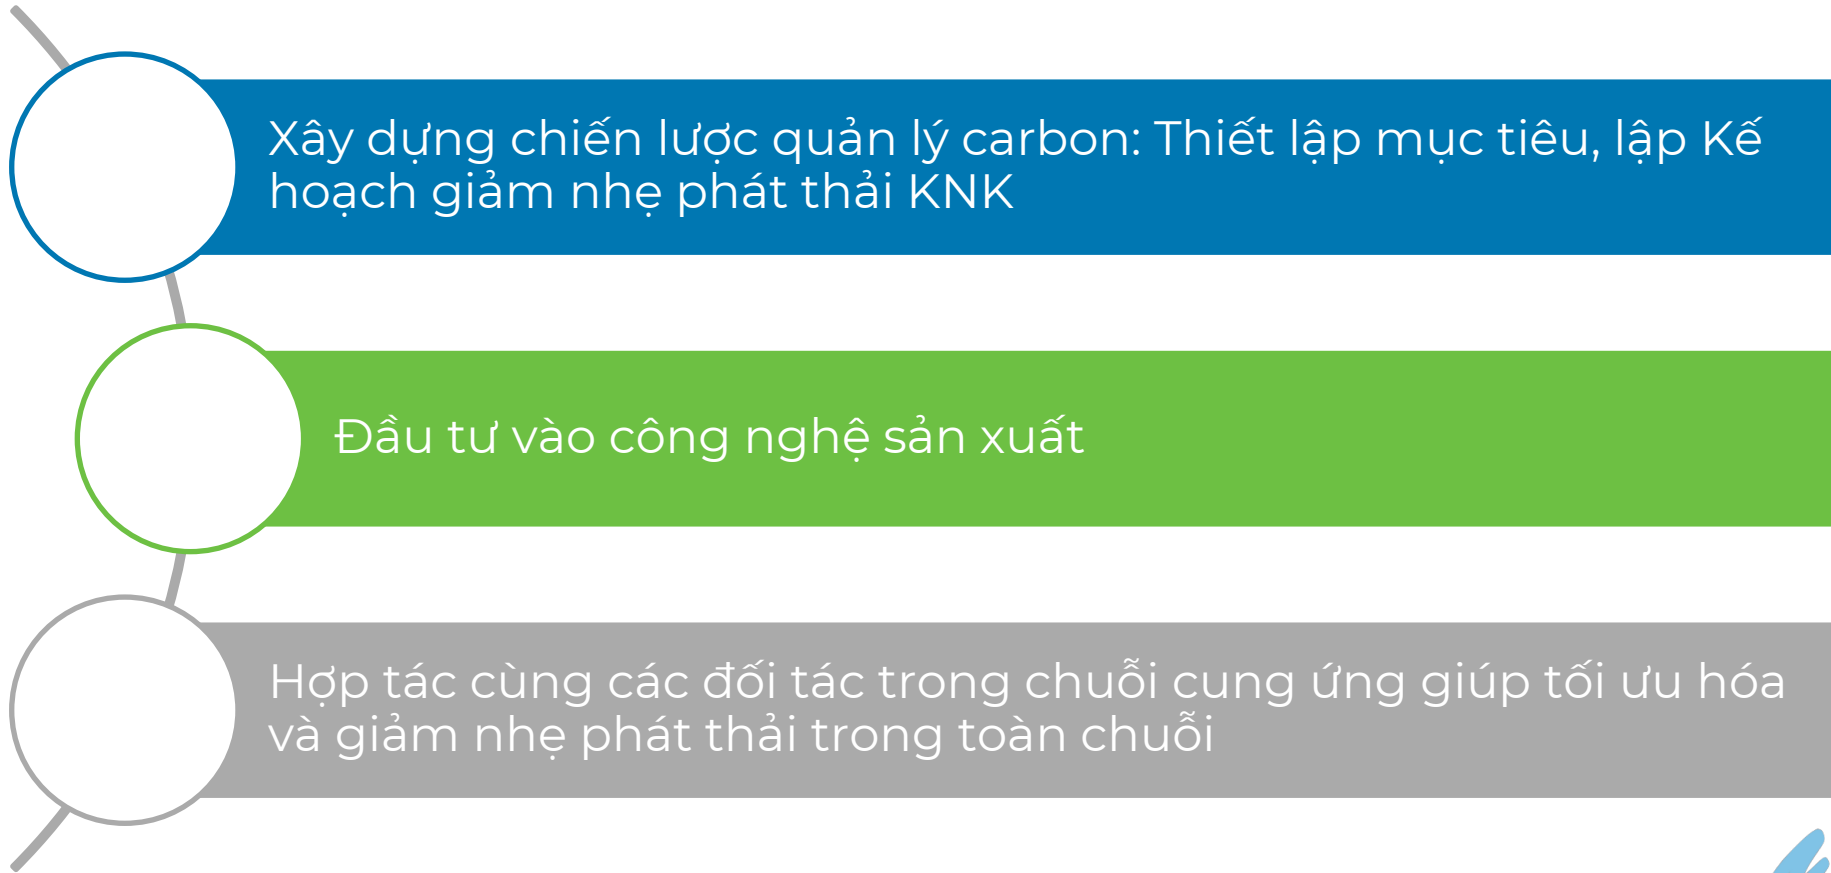 Xây dựng chiến lược quản lý carbon: Thiết lập mục tiêu, lập Kế
hoạch giảm nhẹ phát thải KNK
Đầu tư vào công nghệ sản xuất
Hợp tác cùng các đối tác trong chuỗi cung ứng giúp tối ưu hóa
và giảm nhẹ phát thải trong toàn chuỗi